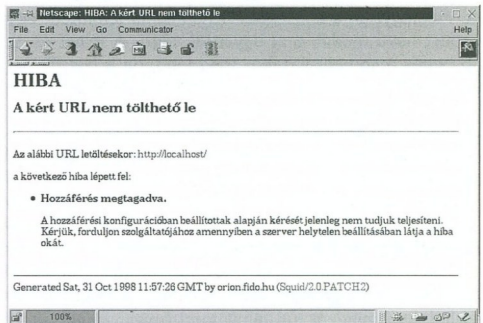 Netscape: HIBA: A kért URL nem tölthető le
File Edit View Go Communicator Help
HIBA
A kért URL nem tölthető le
Az alábbi URL letöltésekor: http://localhost/
a következő hiba lépett fel:
• Hozzáférés megtagadva.
A hozzáférési konfigurációban beállítottak alapján kérését jelenleg nem tudjuk teljesíteni.
Kérjük, forduljon szolgáltatójához amennyiben a szerver helytelen beállításában látja a hiba
okát.
Generated Sat, 31 Oct 1998 11:57:26 GMT by orion.fido.hu (Squid/2.0.PATCH2)
100%